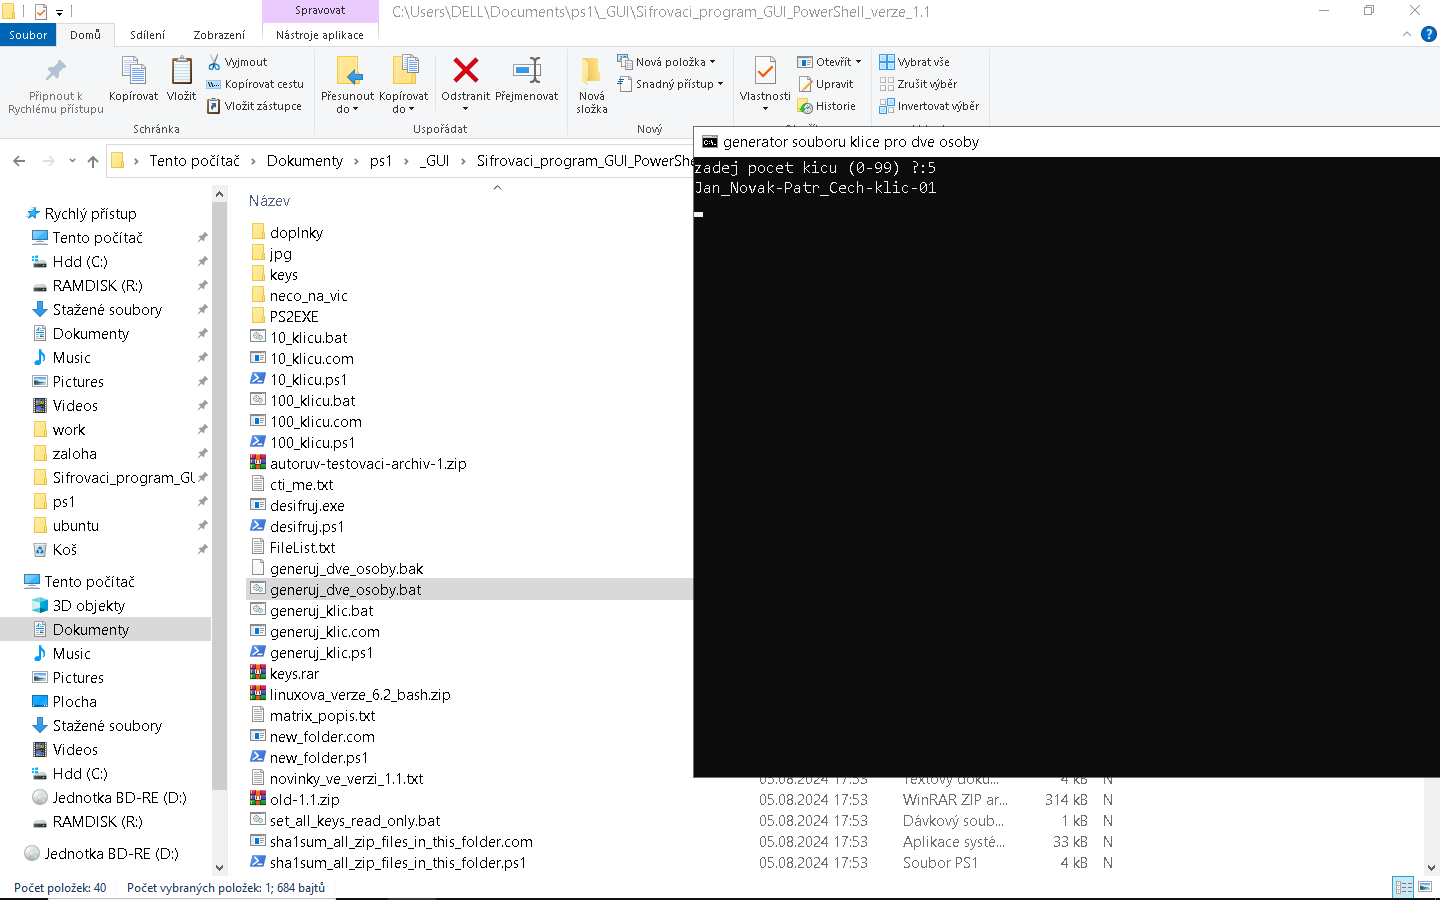 Spravovat
C:\Users\DELL\Documents\ps1\_GUI\Sifrovaci_program_GUI_PowerShell_verze_1.1
Soubor
Domů
Sdílení
Zobrazení
Nástroje aplikace
Připnout k
Rychlému přístupu
Kopírovat
Vložit
Vyjmout
Kopírovat cestu
Vložit zástupce
Schránka
Přesunout
do
Kopírovat
do
Odstranit
Přejmenovat
Uspořádat
Nová
složka
Nová položka
Snadný přístup
Nový
Vlastnosti
Otevřít
Upravit
Historie
Vybrat vše
Zrušit výběr
Invertovat výběr
Tento počítač
Dokumenty
ps1
_GUI
Sifrovaci_program_GUI_PowerShe
generator souboru klice pro dve osoby
zadej pocet kicu (0-99) ?:5
Jan_Novak-Patr_Cech-klic-01
Rychlý přístup
Tento počítač
Hdd (C:)
RAMDISK (R:)
Stažené soubory
Dokumenty
Music
Pictures
Videos
work
zaloha
Sifrovaci_program_GU
ps1
ubuntu
Koš
Tento počítač
3D objekty
Dokumenty
Music
Pictures
Plocha
Stažené soubory
Videos
Hdd (C:)
Jednotka BD-RE (D:)
RAMDISK (R:)
Jednotka BD-RE (D:)
Název
doplnky
jpg
keys
neco_na_vic
PS2EXE
10_klicu.bat
10_klicu.com
10_klicu.ps1
100_klicu.bat
100_klicu.com
100_klicu.ps1
autoruv-testovaci-archiv-1.zip
cti_me.txt
desifruj.exe
desifruj.ps1
FileList.txt
generuj_dve_osoby.bak
generuj_dve_osoby.bat
generuj_klic.bat
generuj_klic.com
generuj_klic.ps1
keys.rar
linuxova_verze_6.2_bash.zip
matrix_popis.txt
new_folder.com
new_folder.ps1
novinky_ve_verzi_1.1.txt 05.08.2024 17:53 Textový doku... 4 kB N
old-1.1.zip 05.08.2024 17:53 WinRAR ZIP ar... 314 kB N
set_all_keys_read_only.bat 05.08.2024 17:53 Dávkový soub... 1 kB N
sha1sum_all_zip_files_in_this_folder.com 05.08.2024 17:53 Aplikace systé... 33 kB N
sha1sum_all_zip_files_in_this_folder.ps1 05.08.2024 17:53 Soubor PS1 4 kB N
Počet položek: 40
Počet vybraných položek: 1; 684 bajtů